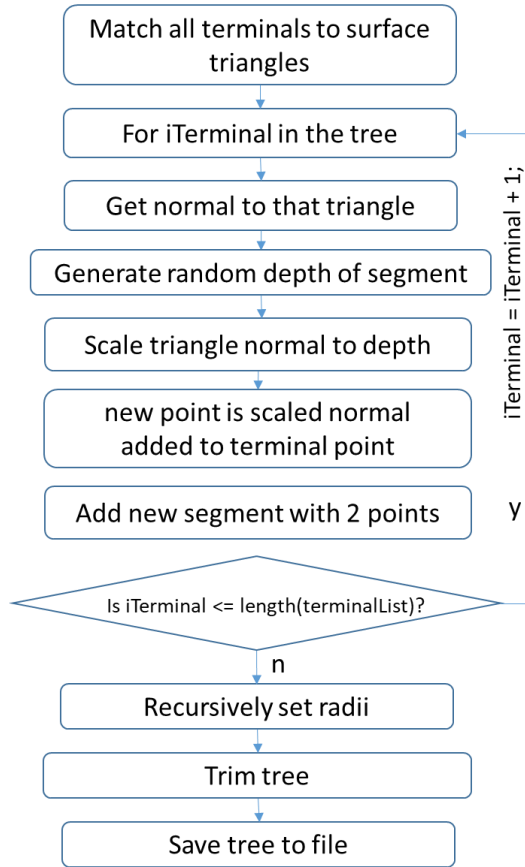 Match all terminals to surface
triangles
For iTerminal in the tree
Get normal to that triangle
Generate random depth of segment
Scale triangle normal to depth
new point is scaled normal
added to terminal point
Add new segment with 2 points
iTerminal = iTerminal + 1;
y
Is iTerminal <= length(terminalList)?
n
Recursively set radii
Trim tree
Save tree to file